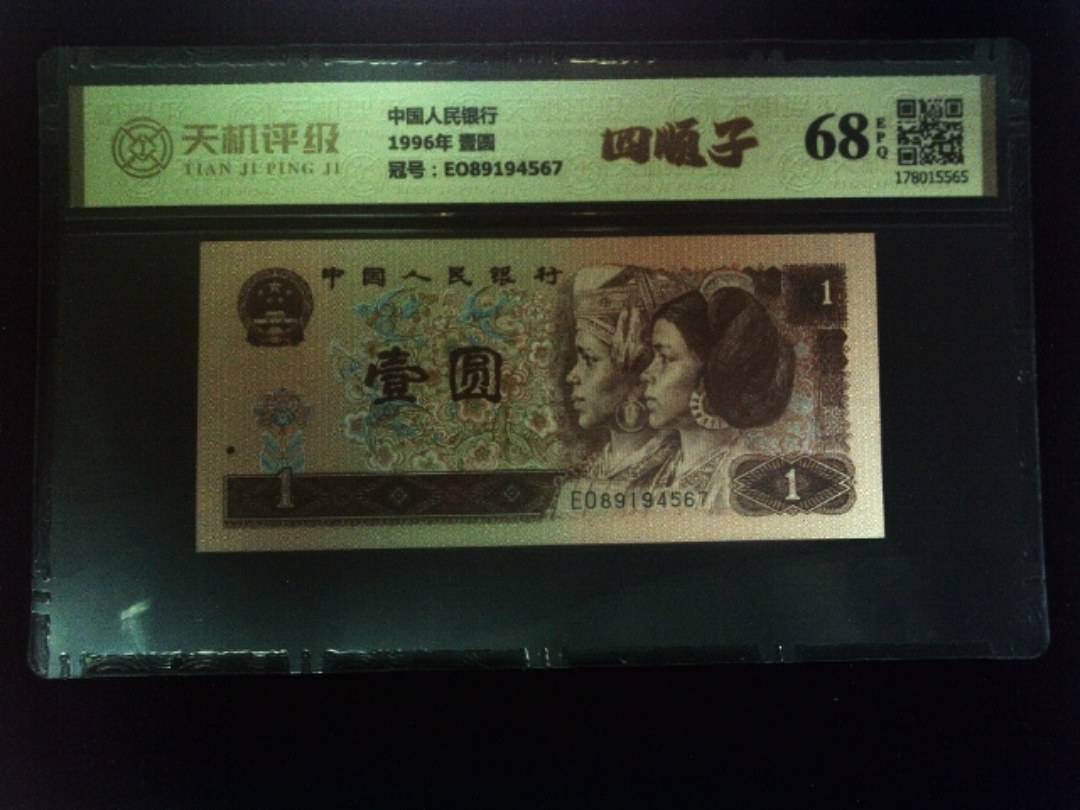 天机评级
TIAN JI PING JI
中国人民银行
1996年 壹圆
冠号：EO89194567
四顺子
68
EPQ
178015565
中国人民银行
1
壹圆
1
EO89194567
1